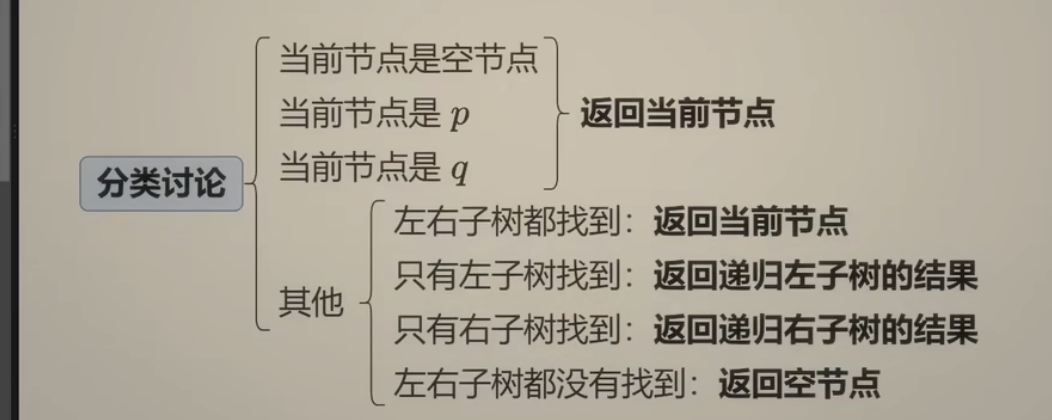 当前节点是空节点
当前节点是 p
返回当前节点
当前节点是 q
分类讨论
左右子树都找到：返回当前节点
只有左子树找到：返回递归左子树的结果
其他
只有右子树找到：返回递归右子树的结果
左右子树都没有找到：返回空节点